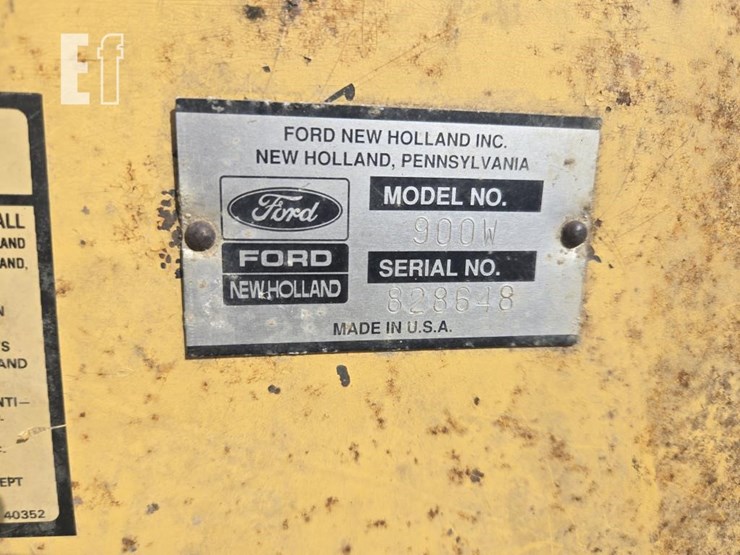 Ef
FORD NEW HOLLAND INC.
NEW HOLLAND, PENNSYLVANIA
Ford
MODEL NO.
900W
FORD
NEW HOLLAND
SERIAL NO.
828648
MADE IN U.S.A.
ALL
AND
AND,
AND
NTI–
EPT
40352